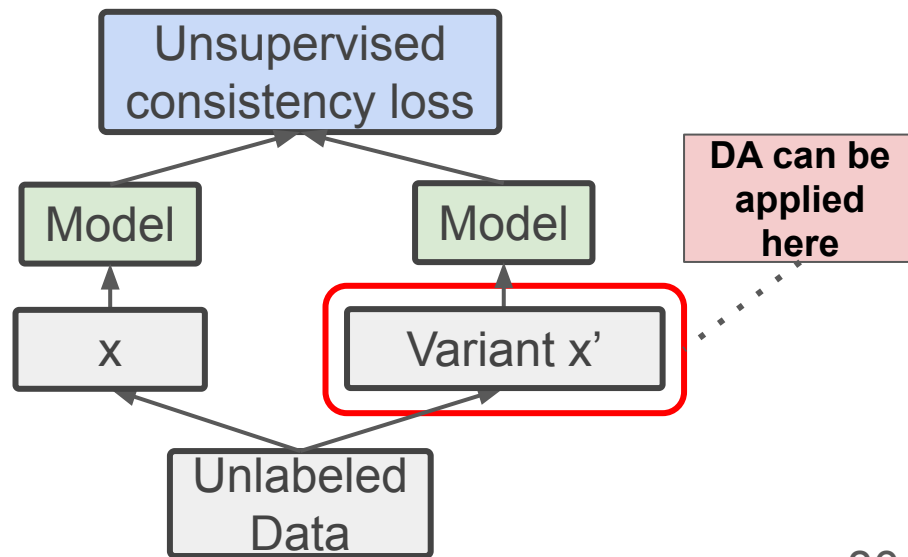 Unsupervised
consistency loss
DA can be
applied
here
Model
Model
x
Variant x’
Unlabeled
Data